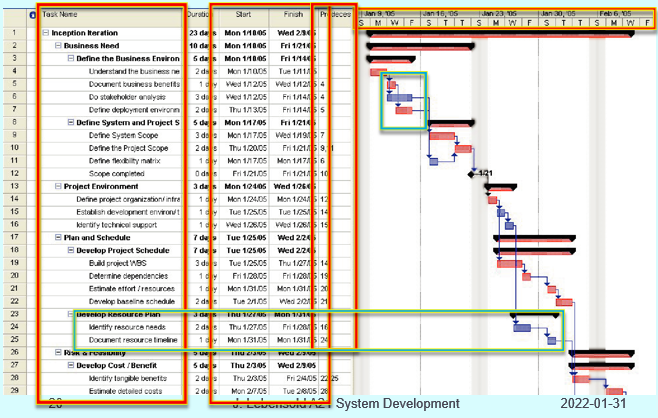 Task Name Duratic Start Finish Predeces Jan 9, '05 Jan 16, '05 Jan 23, '05 Jan 30, '05 Feb 6, '05
S M W F S T T S M W F S T T S M W F
1 Inception Iteration 23 days Mon 1/10/05 Wed 2/9/05
2 Business Need 10 days Mon 1/10/05 Fri 1/21/05
3 Define the Business Environ 5 days Mon 1/10/05 Fri 1/14/05
4 Understand the business ne 2 days Mon 1/10/05 Tue 1/11/05
5 Document business benefits 1 day Wed 1/12/05 Wed 1/12/05 4
6 Do stakeholder analysis 3 days Wed 1/12/05 Fri 1/14/05 4
7 Define deployment environm 2 days Thu 1/13/05 Fri 1/14/05 5
8 Define System and Project S 5 days Mon 1/17/05 Fri 1/21/05
9 Define System Scope 3 days Mon 1/17/05 Wed 1/19/05 7
10 Define the Project Scope 2 days Thu 1/20/05 Fri 1/21/05 9,11
11 Define flexibility matrix 1 day Mon 1/17/05 Mon 1/17/05 6
12 Scope completed 0 days Fri 1/21/05 Fri 1/21/05 10 1/21
13 Project Environment 3 days Mon 1/24/05 Wed 1/26/05
14 Define project organization/ infra 1 day Mon 1/24/05 Mon 1/24/05 12
15 Establish development environ/ t 1 day Tue 1/25/05 Tue 1/25/05 14
16 Identify technical support 1 day Wed 1/26/05 Wed 1/26/05 15
17 Plan and Schedule 7 days Tue 1/25/05 Wed 2/2/05
18 Develop Project Schedule 7 days Tue 1/25/05 Wed 2/2/05
19 Build project WBS 3 days Tue 1/25/05 Thu 1/27/05 14
20 Determine dependencies 1 day Fri 1/28/05 Fri 1/28/05 19
21 Estimate effort / resources 1 day Mon 1/31/05 Mon 1/31/05 20
22 Develop baseline schedule 2 days Tue 2/1/05 Wed 2/2/05 21
23 Develop Resource Plan 3 days Thu 1/27/05 Mon 1/31/05
24 Identify resource needs 2 days Thu 1/27/05 Fri 1/28/05 16
25 Document resource timeline 1 day Mon 1/31/05 Mon 1/31/05 24
26 Risk & Feasibility 5 days Thu 2/3/05 Wed 2/9/05
27 Develop Cost / Benefit 5 days Thu 2/3/05 Wed 2/9/05
28 Identify tangible benefits 2 days Thu 2/3/05 Fri 2/4/05 22,25
29 Estimate detailed costs 2 days Mon 2/7/05 Tue 2/8/05 28
J. Lebensold A21 System Development 2022-01-31